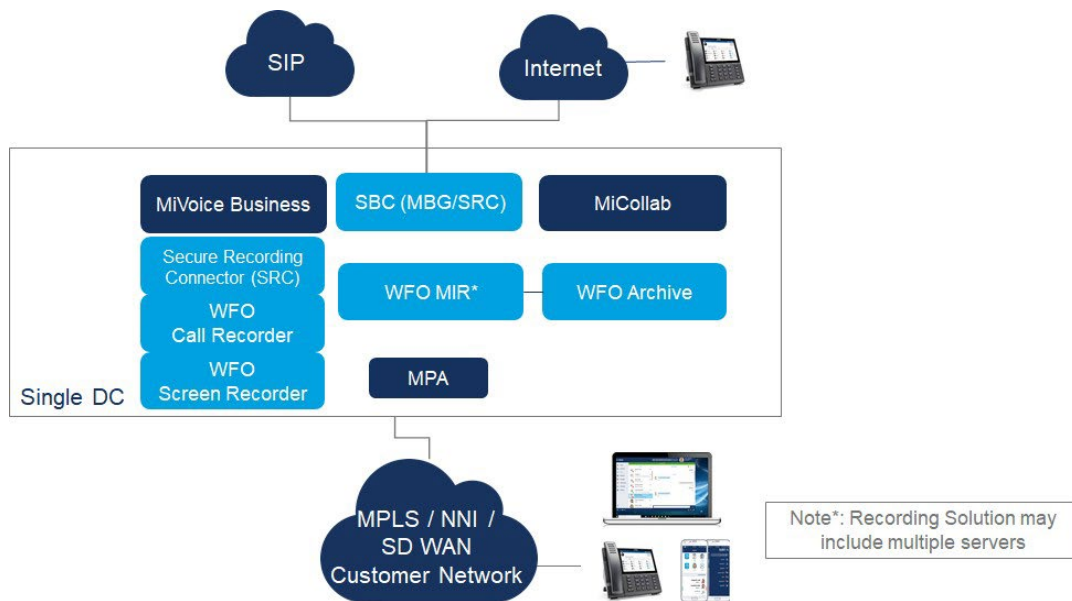 SIP
Internet
MiVoice Business
SBC (MBG/SRC)
MiCollab
Secure Recording
Connector (SRC)
WFO MIR*
WFO Archive
WFO
Call Recorder
WFO
Screen Recorder
MPA
Single DC
MPLS / NNI /
SD WAN
Customer Network
Note*: Recording Solution may
include multiple servers